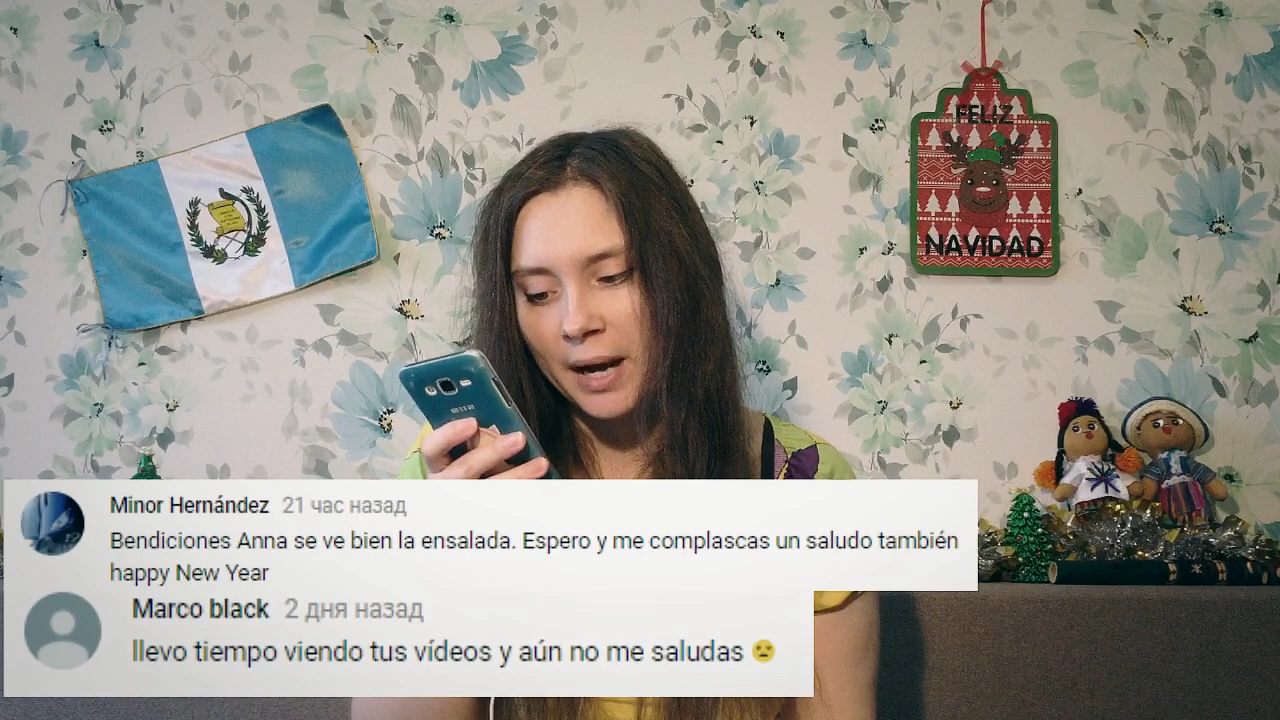 FELIZ
NAVIDAD
Minor Hernández 21 час назад
Bendiciones Anna se ve bien la ensalada. Espero y me complascas un saludo también
happy New Year
Marco black 2 дня назад
llevo tiempo viendo tus vídeos y aún no me saludas